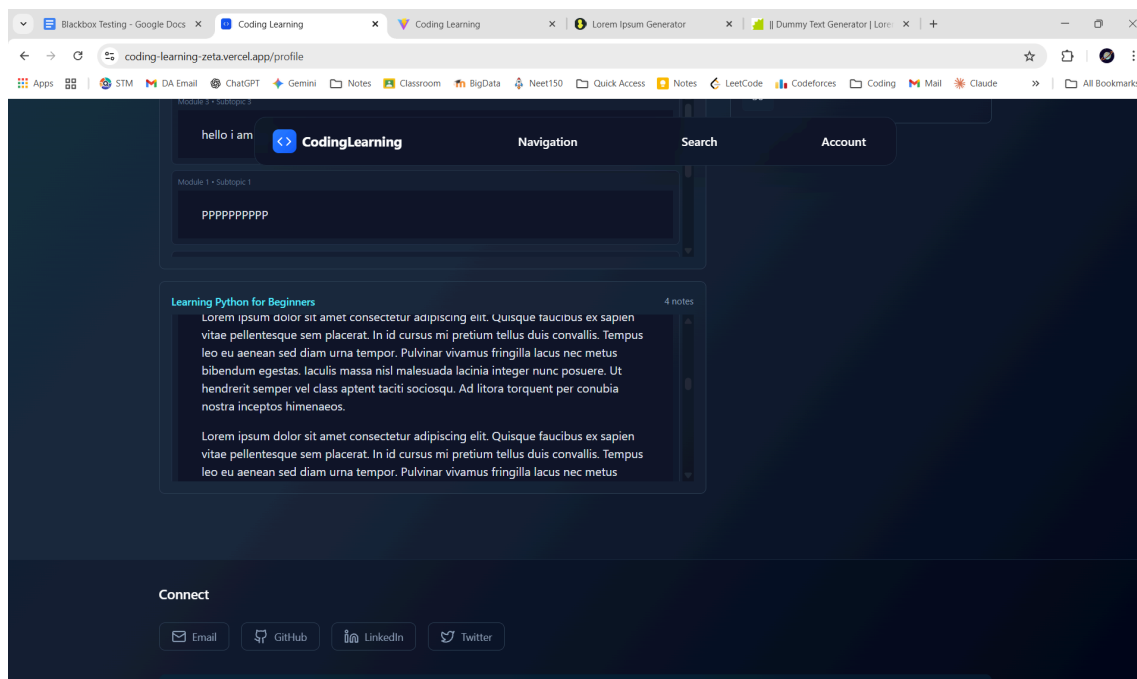 Blackbox Testing - Google Docs
Coding Learning
Coding Learning
Lorem Ipsum Generator
|| Dummy Text Generator | Lore
coding-learning-zeta.vercel.app/profile
Apps STM DA Email ChatGPT Gemini Notes Classroom BigData Neet150 Quick Access Notes LeetCode Codeforces Coding Mail Claude » All Bookmarks
Module 3 • Subtopic 3
hello i am
CodingLearning Navigation Search Account
Module 1 • Subtopic 1
PPPPPPPPPP
Learning Python for Beginners 4 notes
Lorem ipsum dolor sit amet consectetur adipiscing elit. Quisque faucibus ex sapien
vitae pellentesque sem placerat. In id cursus mi pretium tellus duis convallis. Tempus
leo eu aenean sed diam urna tempor. Pulvinar vivamus fringilla lacus nec metus
bibendum egestas. Iaculis massa nisl malesuada lacinia integer nunc posuere. Ut
hendrerit semper vel class aptent taciti sociosqu. Ad litora torquent per conubia
nostra inceptos himenaeos.
Lorem ipsum dolor sit amet consectetur adipiscing elit. Quisque faucibus ex sapien
vitae pellentesque sem placerat. In id cursus mi pretium tellus duis convallis. Tempus
leo eu aenean sed diam urna tempor. Pulvinar vivamus fringilla lacus nec metus
Connect
Email GitHub LinkedIn Twitter